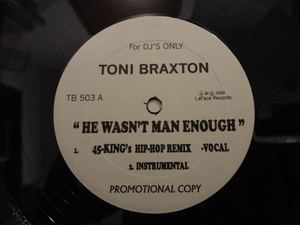 For DJ'S ONLY
TONI BRAXTON
TB 503 A
℗ © 2000
LaFace Records
" HE WASN'T MAN ENOUGH "
1. 45-KING's HIP-HOP REMIX -VOCAL
2. INSTRUMENTAL
PROMOTIONAL COPY